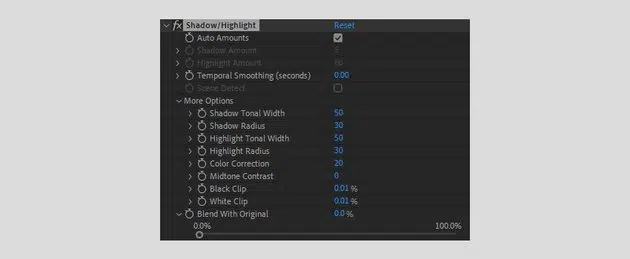 fx Shadow/Highlight Reset
Auto Amounts
Shadow Amount
Highlight Amount
Temporal Smoothing (seconds) 0.00
Scene Detect
More Options
Shadow Tonal Width 50
Shadow Radius 30
Highlight Tonal Width 50
Highlight Radius 30
Color Correction 20
Midtone Contrast 0
Black Clip 0.01 %
White Clip 0.01 %
Blend With Original 0.0 %
0.0% 100.0%